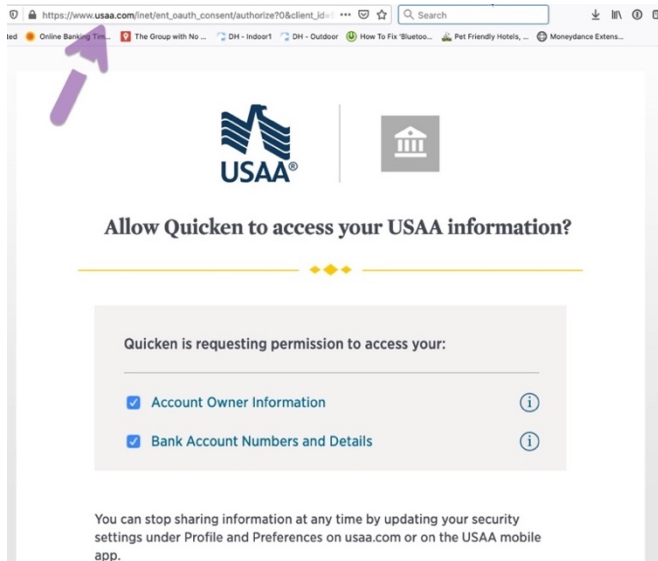 https://www.usaa.com/inet/ent_oauth_consent/authorize?0&client_id= ••• Search
ted Online Banking Tim... The Group with No ... DH - Indoor1 DH - Outdoor How To Fix 'Bluetoo... Pet Friendly Hotels, ... Moneydance Extens...
USAA®
Allow Quicken to access your USAA information?
Quicken is requesting permission to access your:
Account Owner Information
Bank Account Numbers and Details
You can stop sharing information at any time by updating your security
settings under Profile and Preferences on usaa.com or on the USAA mobile
app.